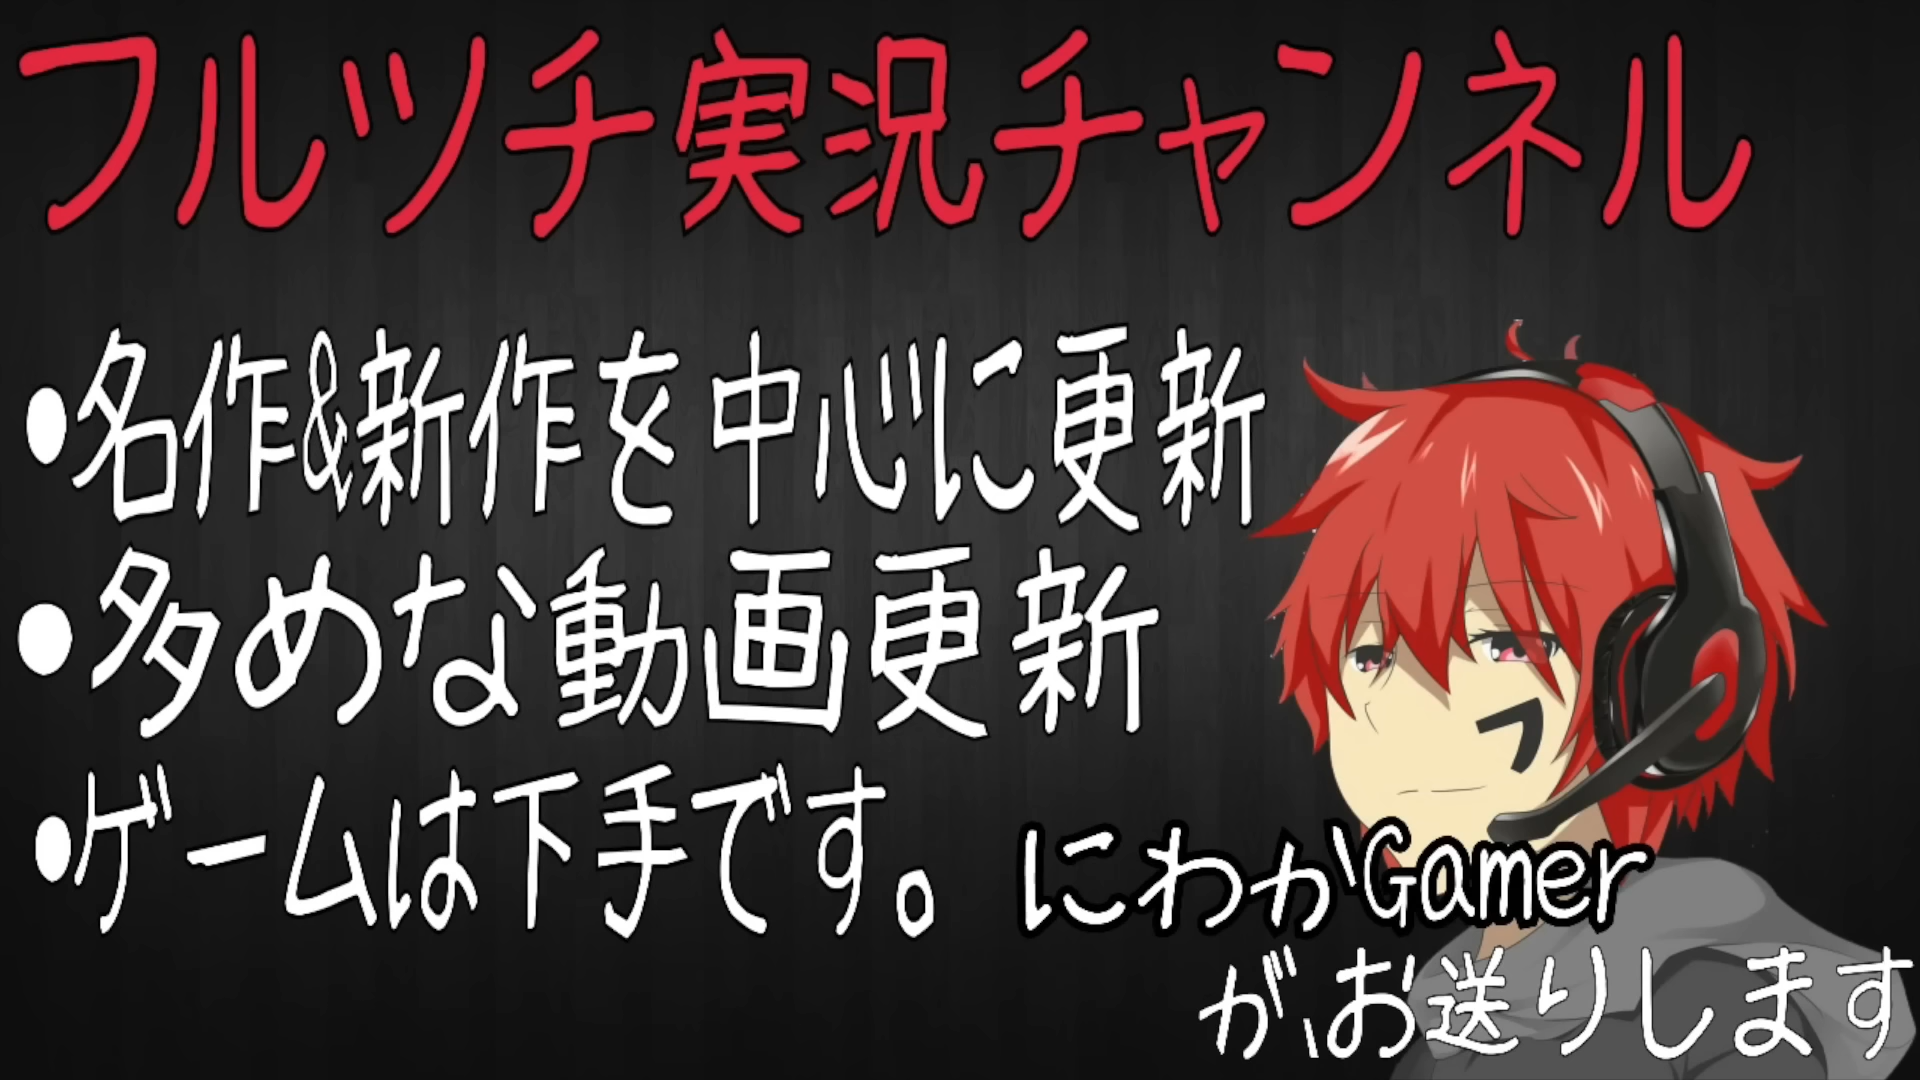 フルツチ実況チャンネル
•名作&新作を中心に更新
•多めな動画更新
•ゲームは下手です。
フ
にわかGamer
がお送りします